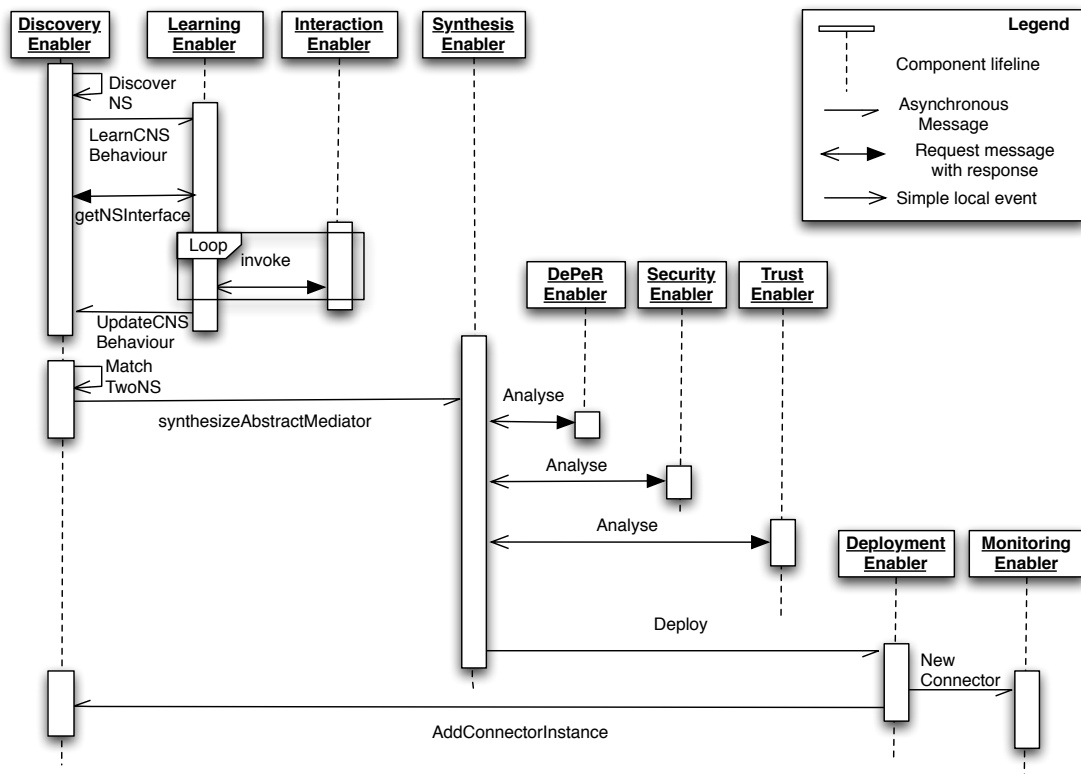 Discovery
Enabler
Learning
Enabler
Interaction
Enabler
Synthesis
Enabler
Legend
Component lifeline
Asynchronous
Message
Request message
with response
Simple local event
Discover
NS
LearnCNS
Behaviour
getNSInterface
Loop
invoke
UpdateCNS
Behaviour
DePeR
Enabler
Security
Enabler
Trust
Enabler
Match
TwoNS
synthesizeAbstractMediator
Analyse
Analyse
Analyse
Deployment
Enabler
Monitoring
Enabler
Deploy
New
Connector
AddConnectorInstance